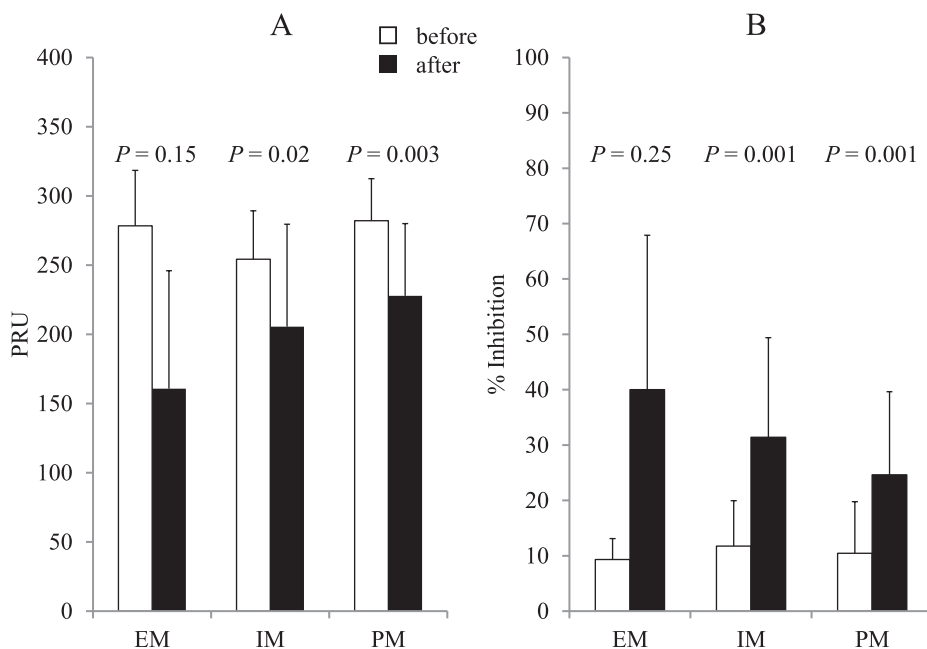 A
before
after
400
350
300
250
200
150
100
50
0
PRU
P = 0.15
P = 0.02
P = 0.003
EM
IM
PM
B
100
90
80
70
60
50
40
30
20
10
0
% Inhibition
P = 0.25
P = 0.001
P = 0.001
EM
IM
PM